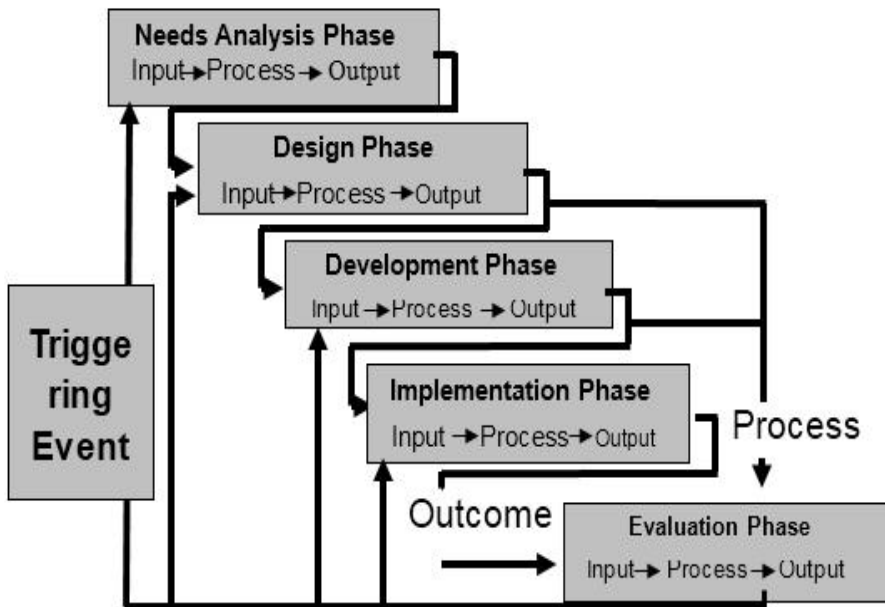 Needs Analysis Phase
Input→Process→Output
Design Phase
Input→Process→Output
Development Phase
Input→Process→Output
Trigge
ring
Event
Implementation Phase
Input→Process→Output
Process
Outcome
Evaluation Phase
Input→Process→Output